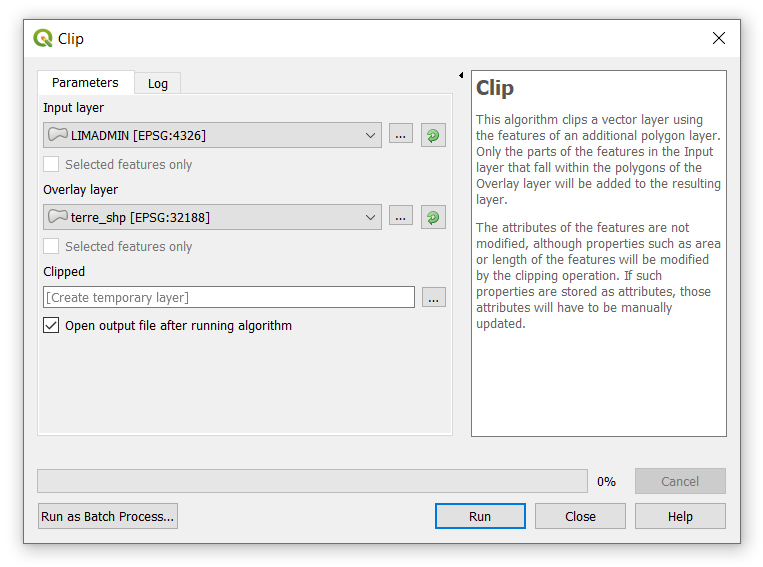 Clip
Parameters
Log
Input layer
LIMADMIN [EPSG:4326]
...
Selected features only
Overlay layer
terre_shp [EPSG:32188]
...
Selected features only
Clipped
[Create temporary layer]
...
Open output file after running algorithm
Clip
This algorithm clips a vector layer using
the features of an additional polygon layer.
Only the parts of the features in the Input
layer that fall within the polygons of the
Overlay layer will be added to the resulting
layer.
The attributes of the features are not
modified, although properties such as area
or length of the features will be modified
by the clipping operation. If such
properties are stored as attributes, those
attributes will have to be manually
updated.
0%
Cancel
Run as Batch Process...
Run
Close
Help